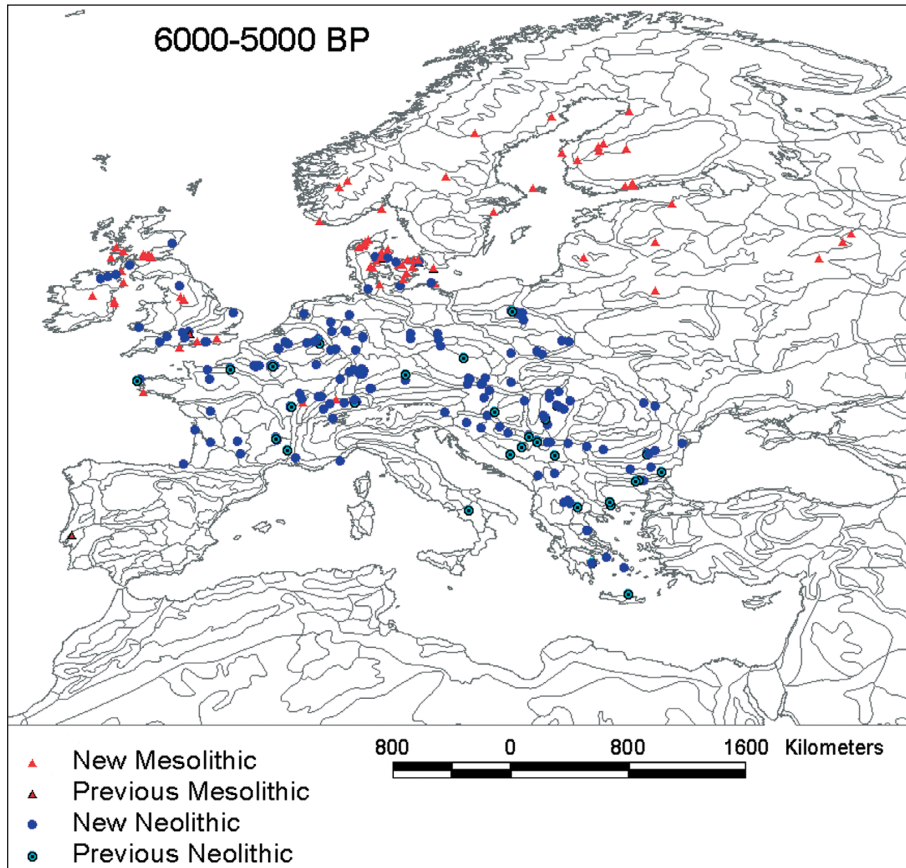 6000-5000 BP
800 0 800 1600 Kilometers
New Mesolithic
Previous Mesolithic
New Neolithic
Previous Neolithic